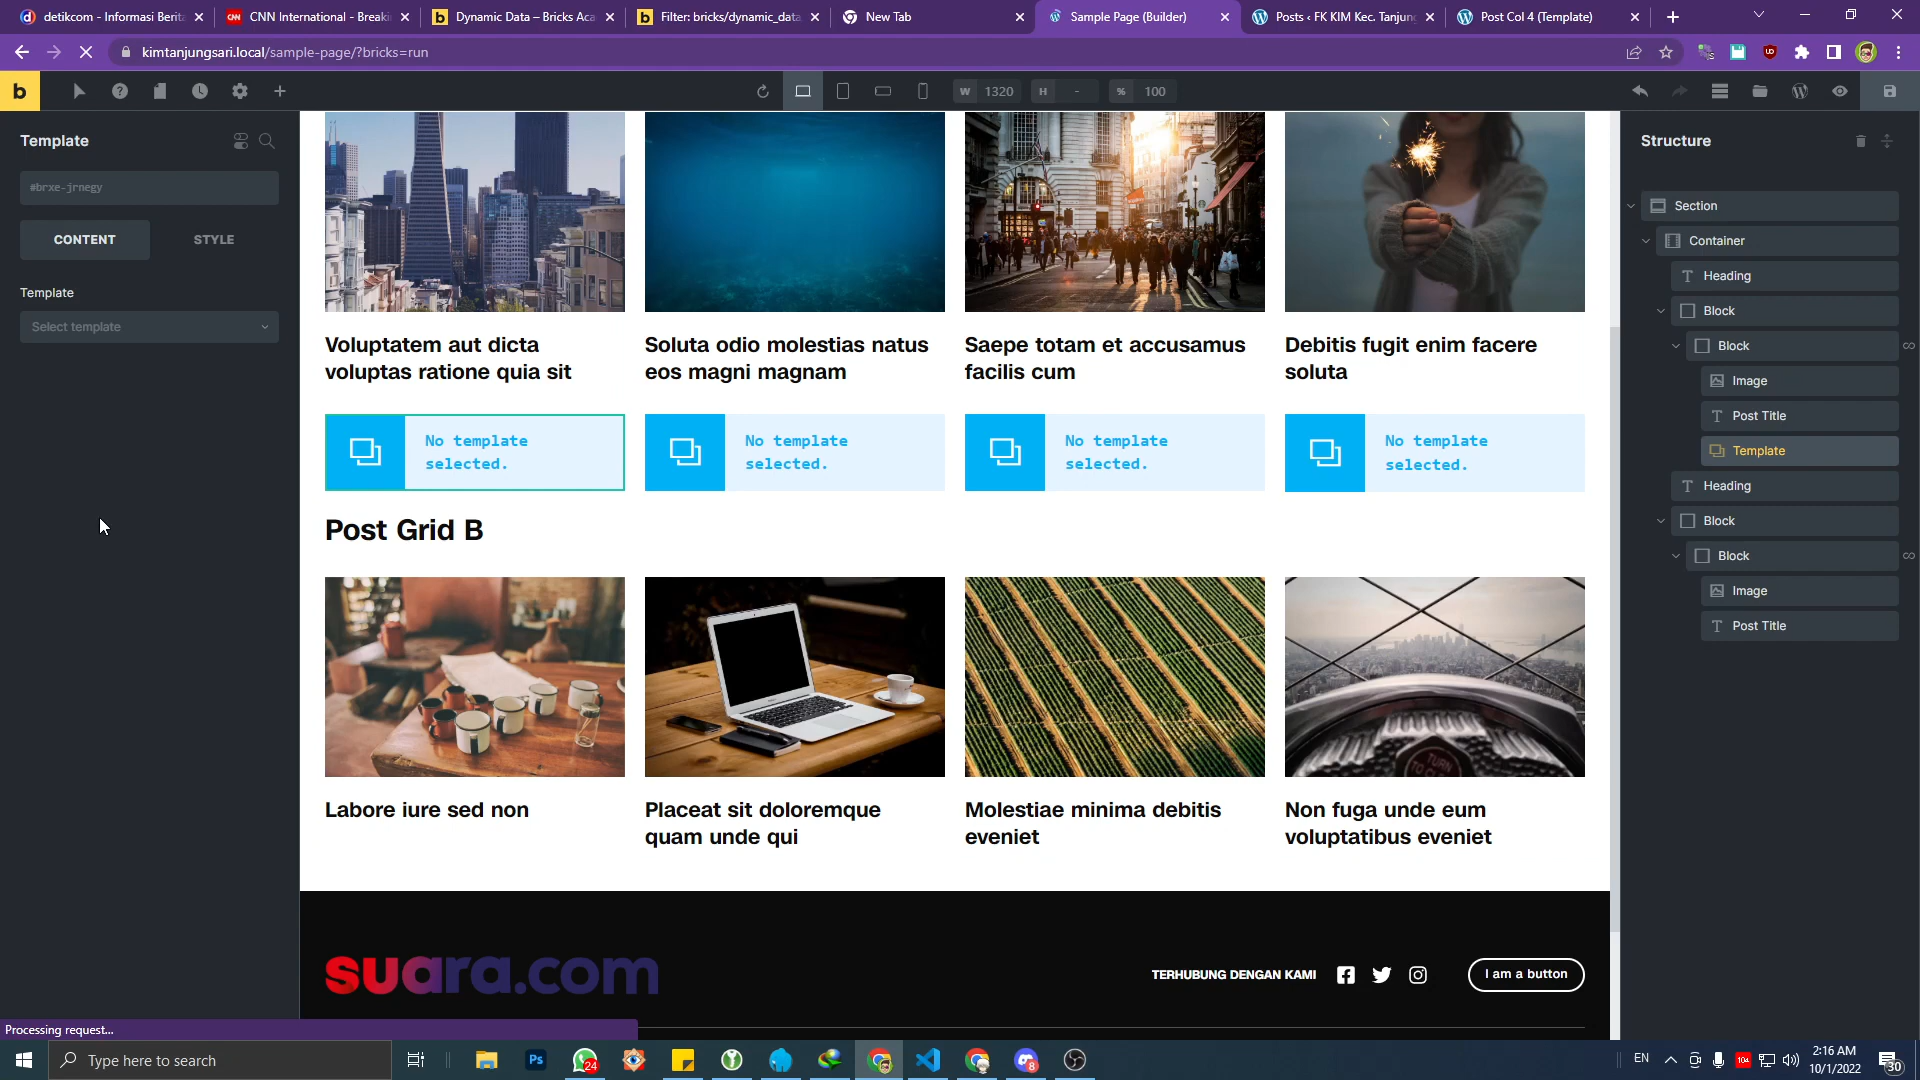 detikcom - Informasi Berita
CNN International - Breaki
Dynamic Data – Bricks Aca
Filter: bricks/dynamic_data
New Tab
Sample Page (Builder)
Posts ‹ FK KIM Kec. Tanjung
Post Col 4 (Template)
kimtanjungsari.local/sample-page/?bricks=run
b
W 1320
H -
% 100
Template
#brxe-jrnegy
CONTENT
STYLE
Template
Select template
Voluptatem aut dicta
voluptas ratione quia sit
Soluta odio molestias natus
eos magni magnam
Saepe totam et accusamus
facilis cum
Debitis fugit enim facere
soluta
No template
selected.
No template
selected.
No template
selected.
No template
selected.
Post Grid B
Labore iure sed non
Placeat sit doloremque
quam unde qui
Molestiae minima debitis
eveniet
Non fuga unde eum
voluptatibus eveniet
suara.com
TERHUBUNG DENGAN KAMI
I am a button
Structure
Section
Container
Heading
Block
Block
Image
Post Title
Template
Heading
Block
Block
Image
Post Title
Processing request...
Type here to search
Ps
24
8
EN
2:16 AM
10/1/2022
30